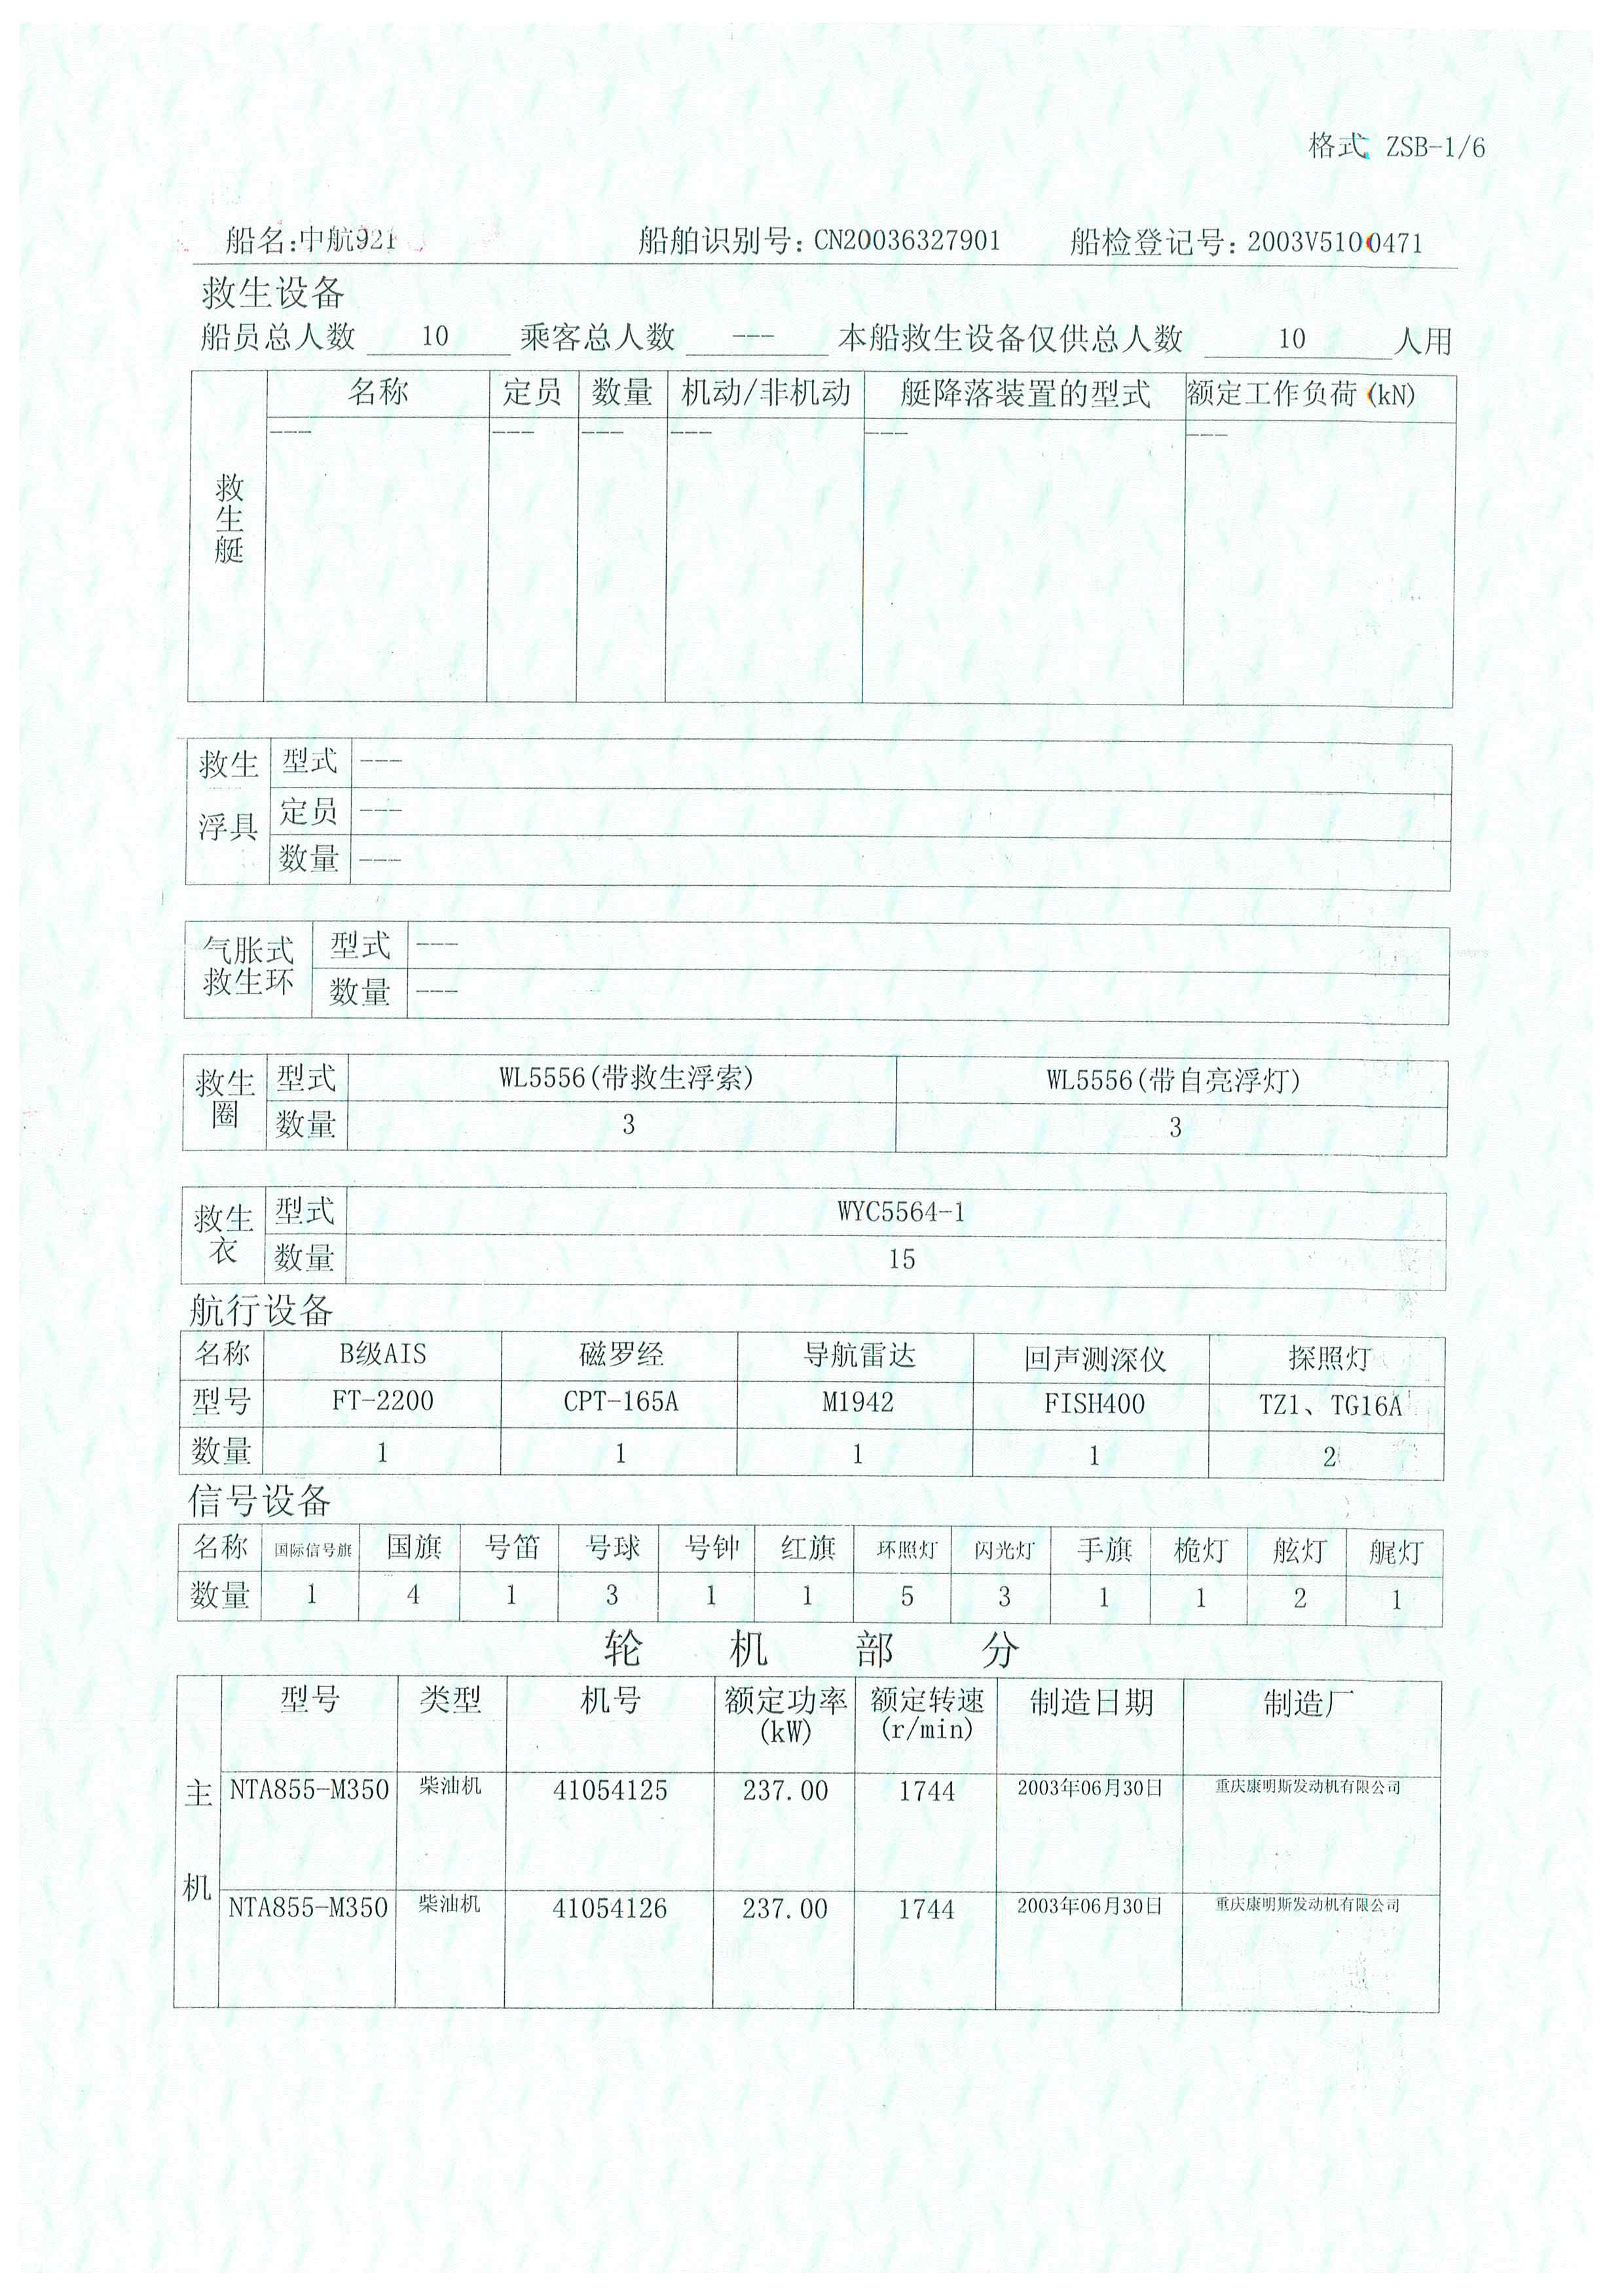 格式 ZSB-1/6
船名:中航921 船舶识别号: CN20036327901 船检登记号: 2003V5100471
救生设备
船员总人数 10 乘客总人数 --- 本船救生设备仅供总人数 10 人用
救生艇
名称 定员 数量 机动/非机动 艇降落装置的型式 额定工作负荷(kN)
--- --- --- --- --- ---
救生浮具
型式 ---
定员 ---
数量 ---
气胀式救生环
型式 ---
数量 ---
救生圈
型式 WL5556(带救生浮索) WL5556(带自亮浮灯)
数量 3 3
救生衣
型式 WYC5564-1
数量 15
航行设备
名称 B级AIS 磁罗经 导航雷达 回声测深仪 探照灯
型号 FT-2200 CPT-165A M1942 FISH400 TZ1、TG16A
数量 1 1 1 1 2
信号设备
名称 国际信号旗 国旗 号笛 号球 号钟 红旗 环照灯 闪光灯 手旗 桅灯 舷灯 艉灯
数量 1 4 1 3 1 1 5 3 1 1 2 1
轮机部分
主机
型号 类型 机号 额定功率(kW) 额定转速(r/min) 制造日期 制造厂
NTA855-M350 柴油机 41054125 237.00 1744 2003年06月30日 重庆康明斯发动机有限公司
NTA855-M350 柴油机 41054126 237.00 1744 2003年06月30日 重庆康明斯发动机有限公司